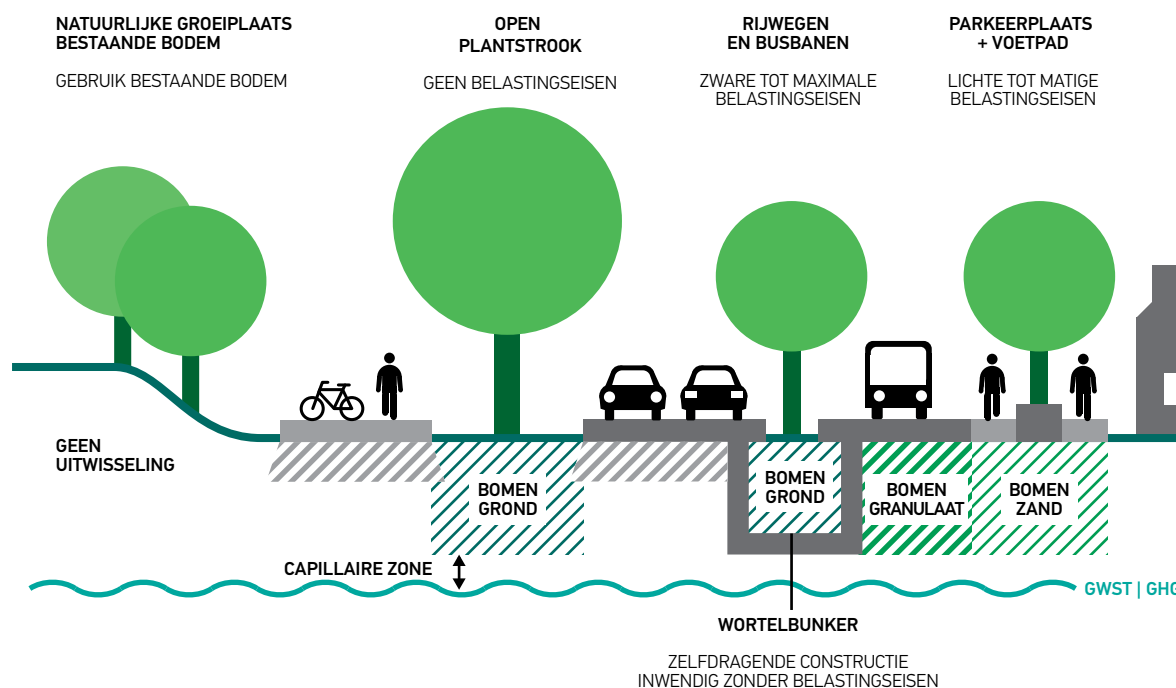 NATUURLIJKE GROEIPLAATS
BESTAANDE BODEM
GEBRUIK BESTAANDE BODEM
OPEN
PLANTSTROOK
GEEN BELASTINGSEISEN
RIJWEGEN
EN BUSBANEN
ZWARE TOT MAXIMALE
BELASTINGSEISEN
PARKEERPLAATS
+ VOETPAD
LICHTE TOT MATIGE
BELASTINGSEISEN
GEEN
UITWISSELING
BOMEN
GROND
BOMEN
GROND
BOMEN
GRANULAAT
BOMEN
ZAND
CAPILLAIRE ZONE
GWST | GHG
WORTELBUNKER
ZELFDRAGENDE CONSTRUCTIE
INWENDIG ZONDER BELASTINGSEISEN